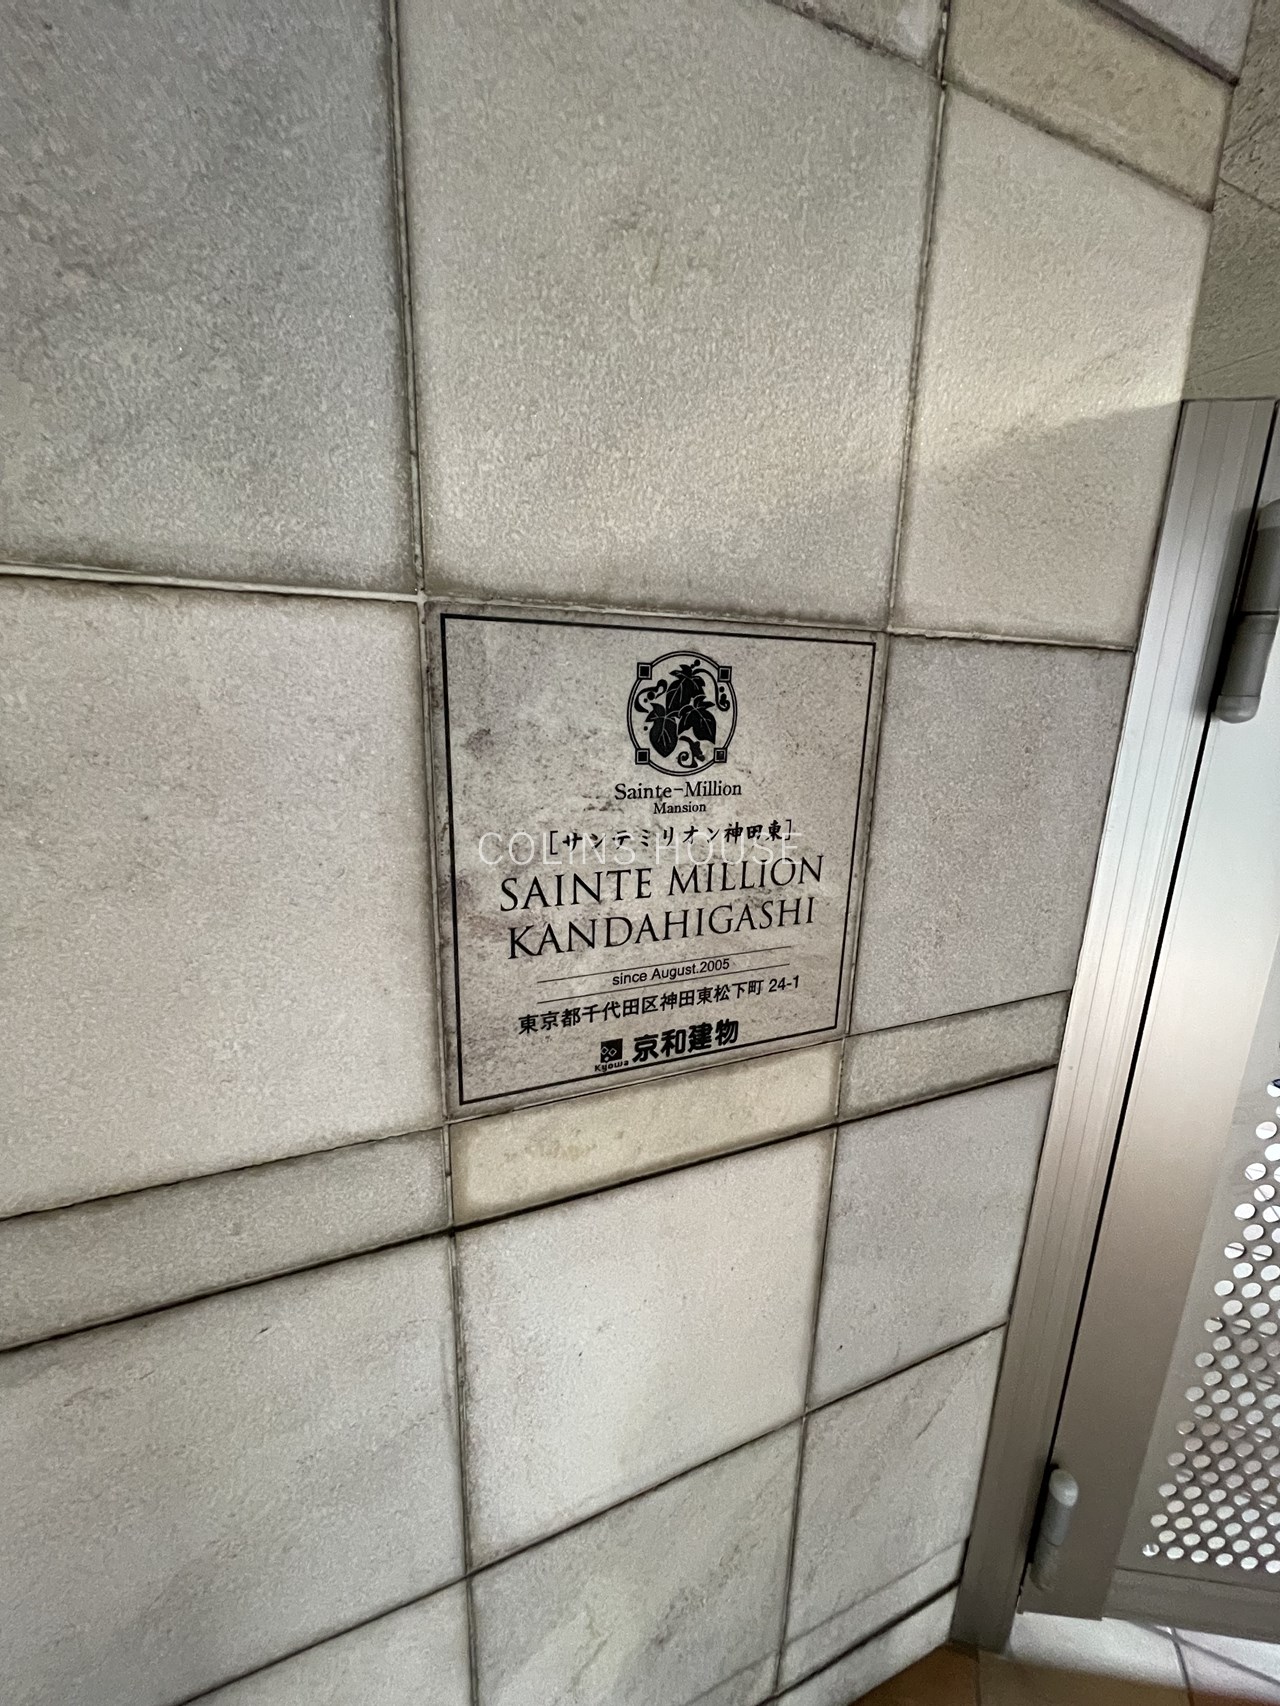 Sainte-Million
Mansion
[サンテミリオン神田東]
COLINS HOUSE
SAINTE MILLION
KANDAHIGASHI
since August.2005
東京都千代田区神田東松下町 24-1
Kyowa 京和建物